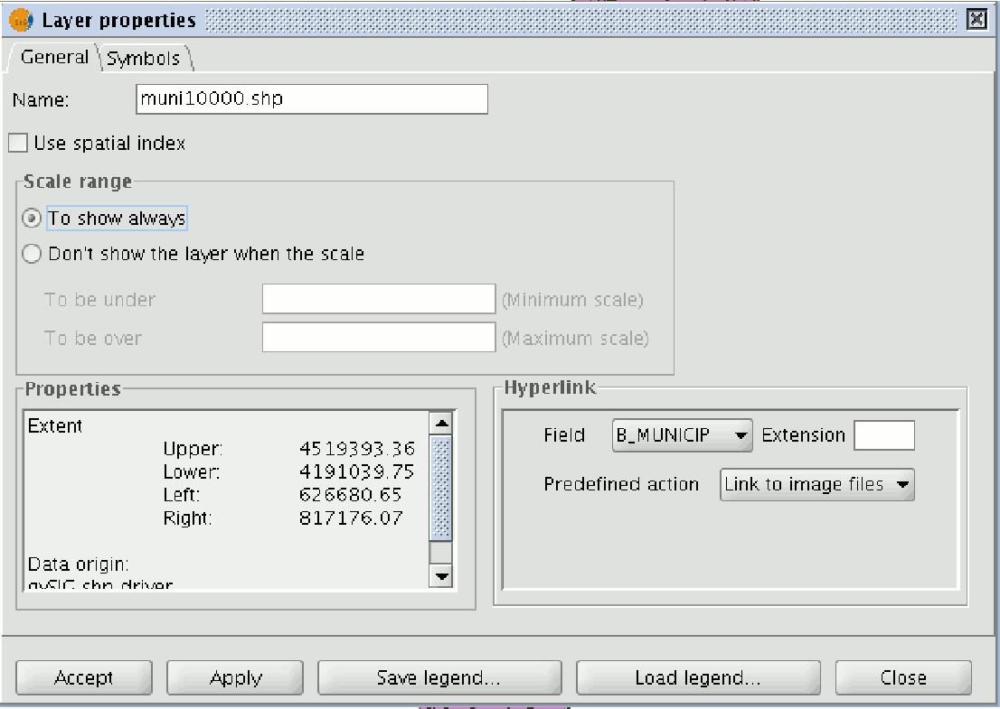 Layer properties
General Symbols
Name: muni10000.shp
Use spatial index
Scale range
To show always
Don't show the layer when the scale
To be under (Minimum scale)
To be over (Maximum scale)
Properties
Extent
Upper: 4519393.36
Lower: 4191039.75
Left: 626680.65
Right: 817176.07
Data origin:
gvSIG shp driver
Hyperlink
Field B_MUNICIP Extension
Predefined action Link to image files
Accept Apply Save legend... Load legend... Close